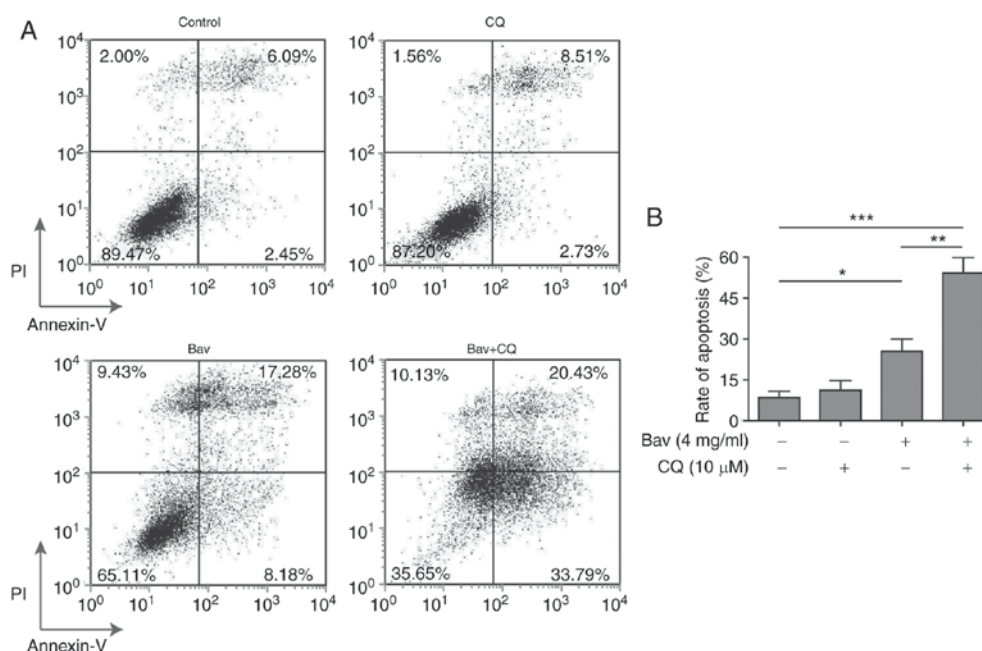 A
Control
10⁴
10³
10²
10¹
10⁰
2.00%
6.09%
89.47%
2.45%
10⁰ 10¹ 10² 10³ 10⁴
PI
Annexin-V
CQ
10⁴
10³
10²
10¹
10⁰
1.56%
8.51%
87.20%
2.73%
10⁰ 10¹ 10² 10³ 10⁴
Bav
10⁴
10³
10²
10¹
10⁰
9.43%
17.28%
65.11%
8.18%
10⁰ 10¹ 10² 10³ 10⁴
PI
Annexin-V
Bav+CQ
10⁴
10³
10²
10¹
10⁰
10.13%
20.43%
35.65%
33.79%
10⁰ 10¹ 10² 10³ 10⁴
B
***
**
*
Rate of apoptosis (%)
60
45
30
15
0
Bav (4 mg/ml) – – + +
CQ (10 µM) – + – +